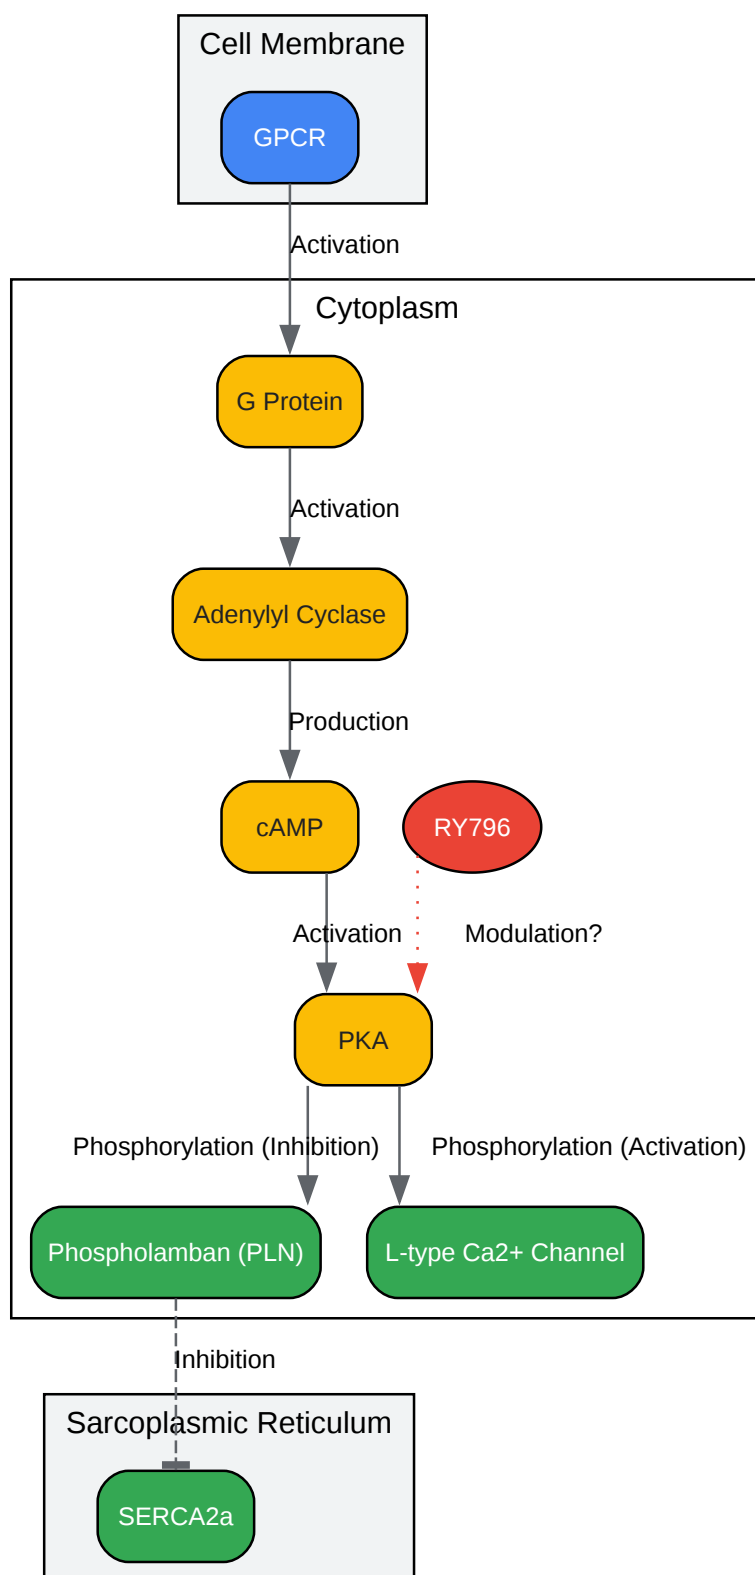 Cell Membrane
GPCR
Activation
Cytoplasm
G Protein
Activation
Adenylyl Cyclase
Production
cAMP
RY796
Activation
Modulation?
PKA
Phosphorylation (Inhibition)
Phosphorylation (Activation)
Phospholamban (PLN)
L-type Ca2+ Channel
Inhibition
Sarcoplasmic Reticulum
SERCA2a